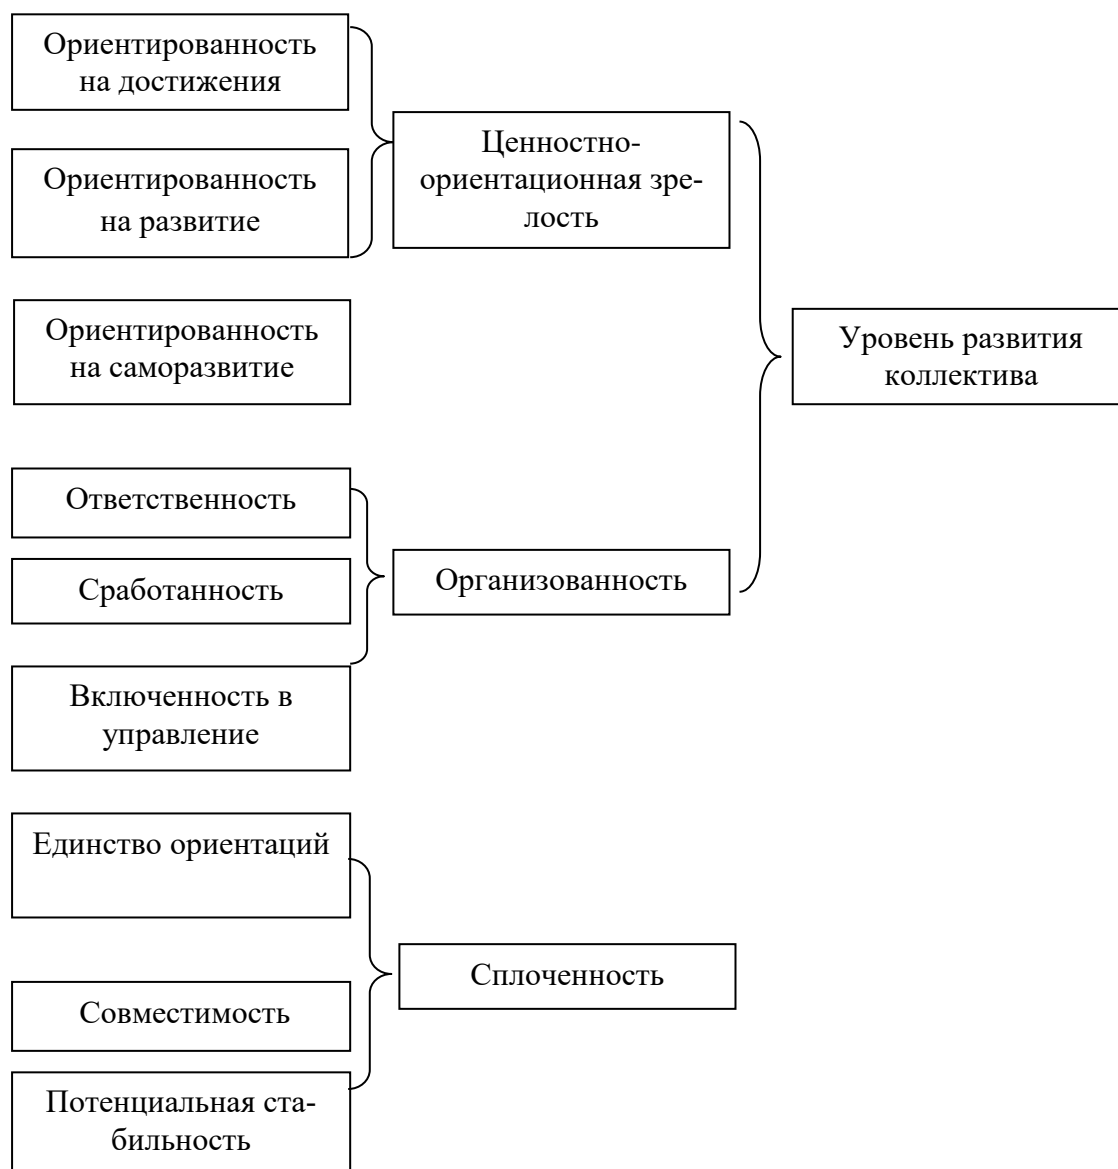 Ориентированность
на достижения
Ориентированность
на развитие
Ценностно-
ориентационная зре-
лость
Ориентированность
на саморазвитие
Уровень развития
коллектива
Ответственность
Сработанность
Организованность
Включенность в
управление
Единство ориентаций
Сплоченность
Совместимость
Потенциальная ста-
бильность